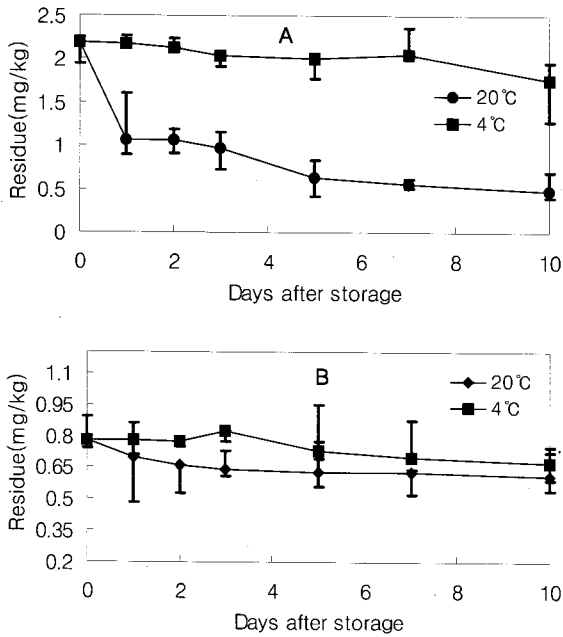 A
2.5
2
1.5
1
0.5
0
Residue(mg/kg)
20℃
4℃
0 2 4 6 8 10
Days after storage
B
1.1
0.95
0.8
0.65
0.5
0.35
0.2
Residue(mg/kg)
20℃
4℃
0 2 4 6 8 10
Days after storage